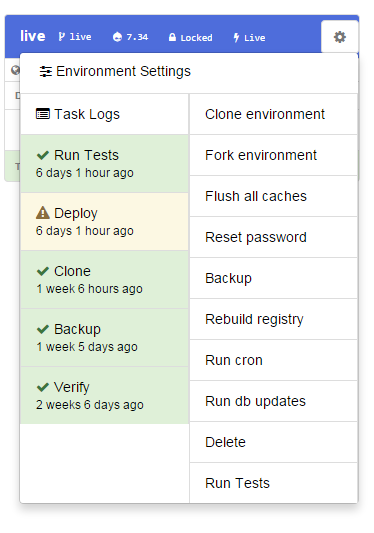 live live 7.34 Locked Live
Environment Settings
Task Logs
Run Tests
6 days 1 hour ago
Deploy
6 days 1 hour ago
Clone
1 week 6 hours ago
Backup
1 week 5 days ago
Verify
2 weeks 6 days ago
Clone environment
Fork environment
Flush all caches
Reset password
Backup
Rebuild registry
Run cron
Run db updates
Delete
Run Tests